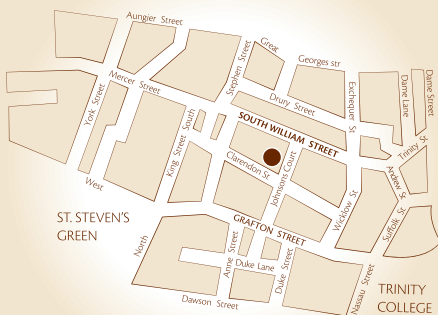 Aungier Street
Great
Georges str
Stephen Street
Mercer Street
York Street
Drury Street
Exchequer St
Dame Lane
Dame Street
SOUTH WILLIAM STREET
King Street South
Trinity St
Clarendon St
Johnsons Court
Andrew St
West
Wicklow St
Suffolk St
ST. STEVEN'S
GREEN
GRAFTON STREET
North
Anne Street
Duke Lane
Duke Street
Nassau Street
Dawson Street
TRINITY
COLLEGE